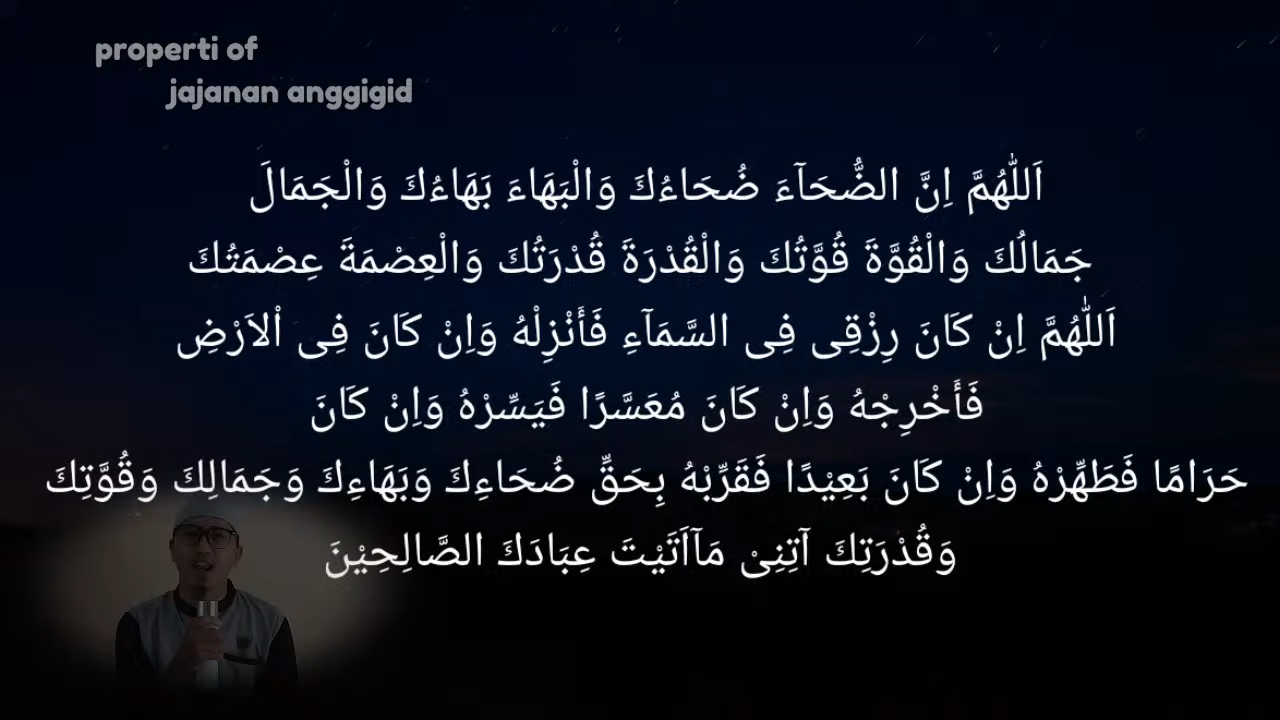 properti of
jajanan anggigid
اَللّٰهُمَّ اِنَّ الضُّحَآءَ ضُحَاءُكَ وَالْبَهَاءَ بَهَاءُكَ وَالْجَمَالَ
جَمَالُكَ وَالْقُوَّةَ قُوَّتُكَ وَالْقُدْرَةَ قُدْرَتُكَ وَالْعِصْمَةَ عِصْمَتُكَ
اَللّٰهُمَّ اِنْ كَانَ رِزْقِى فِى السَّمَآءِ فَأَنْزِلْهُ وَاِنْ كَانَ فِى اْلاَرْضِ
فَأَخْرِجْهُ وَاِنْ كَانَ مُعَسَّرًا فَيَسِّرْهُ وَاِنْ كَانَ
حَرَامًا فَطَهِّرْهُ وَاِنْ كَانَ بَعِيْدًا فَقَرِّبْهُ بِحَقِّ ضُحَاءِكَ وَبَهَاءِكَ وَجَمَالِكَ وَقُوَّتِكَ
وَقُدْرَتِكَ آتِنِىْ مَآاَتَيْتَ عِبَادَكَ الصَّالِحِيْنَ